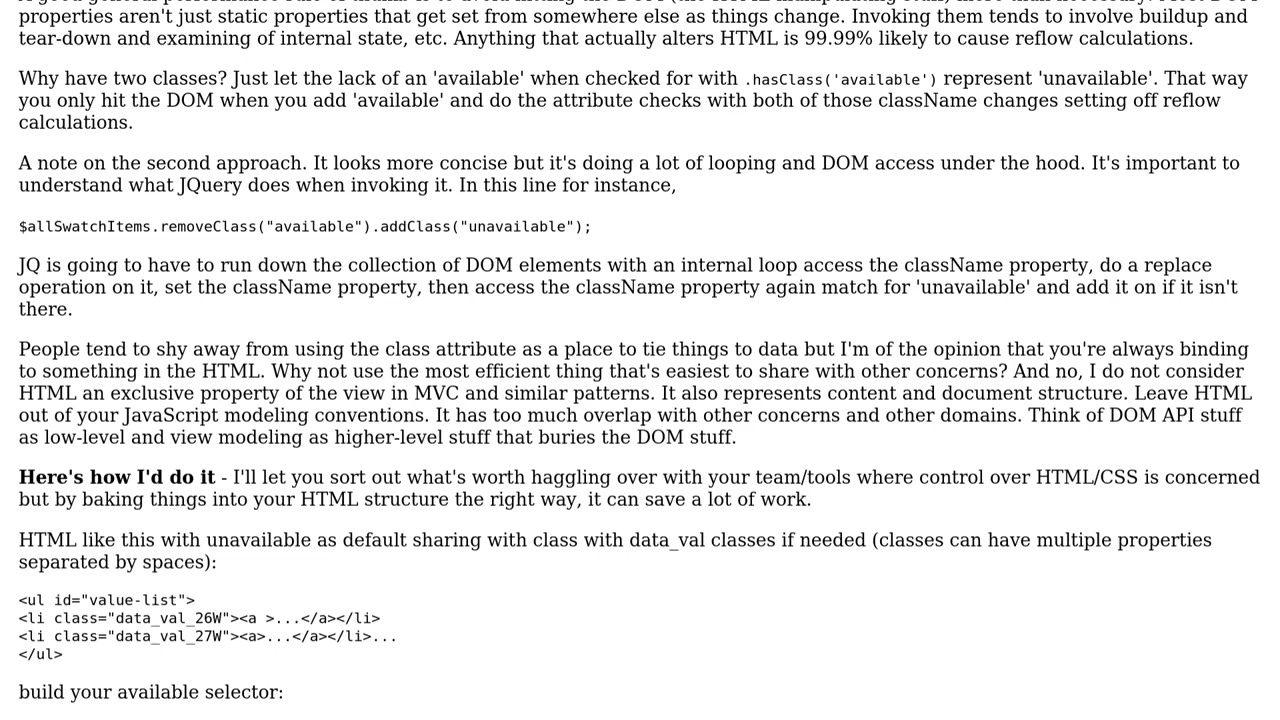 properties aren't just static properties that get set from somewhere else as things change. Invoking them tends to involve buildup and
tear-down and examining of internal state, etc. Anything that actually alters HTML is 99.99% likely to cause reflow calculations.
Why have two classes? Just let the lack of an 'available' when checked for with .hasClass('available') represent 'unavailable'. That way
you only hit the DOM when you add 'available' and do the attribute checks with both of those className changes setting off reflow
calculations.
A note on the second approach. It looks more concise but it's doing a lot of looping and DOM access under the hood. It's important to
understand what JQuery does when invoking it. In this line for instance,
$allSwatchItems.removeClass("available").addClass("unavailable");
JQ is going to have to run down the collection of DOM elements with an internal loop access the className property, do a replace
operation on it, set the className property, then access the className property again match for 'unavailable' and add it on if it isn't
there.
People tend to shy away from using the class attribute as a place to tie things to data but I'm of the opinion that you're always binding
to something in the HTML. Why not use the most efficient thing that's easiest to share with other concerns? And no, I do not consider
HTML an exclusive property of the view in MVC and similar patterns. It also represents content and document structure. Leave HTML
out of your JavaScript modeling conventions. It has too much overlap with other concerns and other domains. Think of DOM API stuff
as low-level and view modeling as higher-level stuff that buries the DOM stuff.
Here's how I'd do it - I'll let you sort out what's worth haggling over with your team/tools where control over HTML/CSS is concerned
but by baking things into your HTML structure the right way, it can save a lot of work.
HTML like this with unavailable as default sharing with class with data_val classes if needed (classes can have multiple properties
separated by spaces):
<ul id="value-list">
<li class="data_val_26W"><a >...</a></li>
<li class="data_val_27W"><a>...</a></li>...
</ul>
build your available selector: